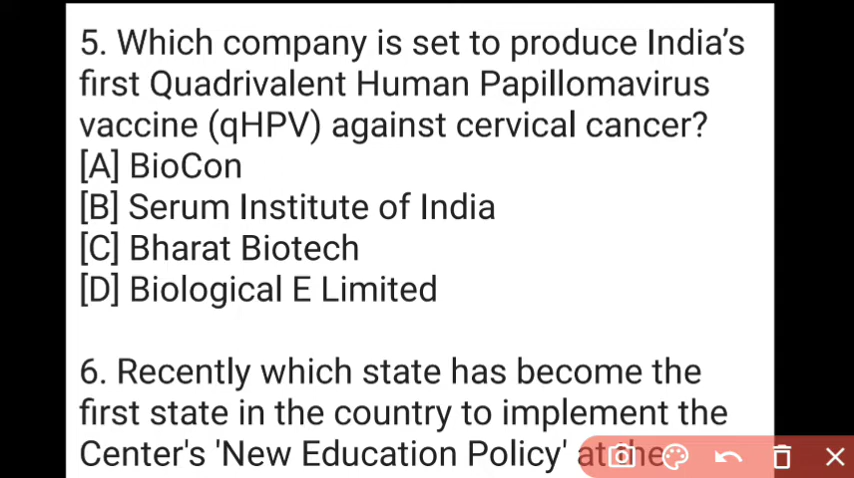 5. Which company is set to produce India's
first Quadrivalent Human Papillomavirus
vaccine (qHPV) against cervical cancer?
[A] BioCon
[B] Serum Institute of India
[C] Bharat Biotech
[D] Biological E Limited
6. Recently which state has become the
first state in the country to implement the
Center's 'New Education Policy' at the